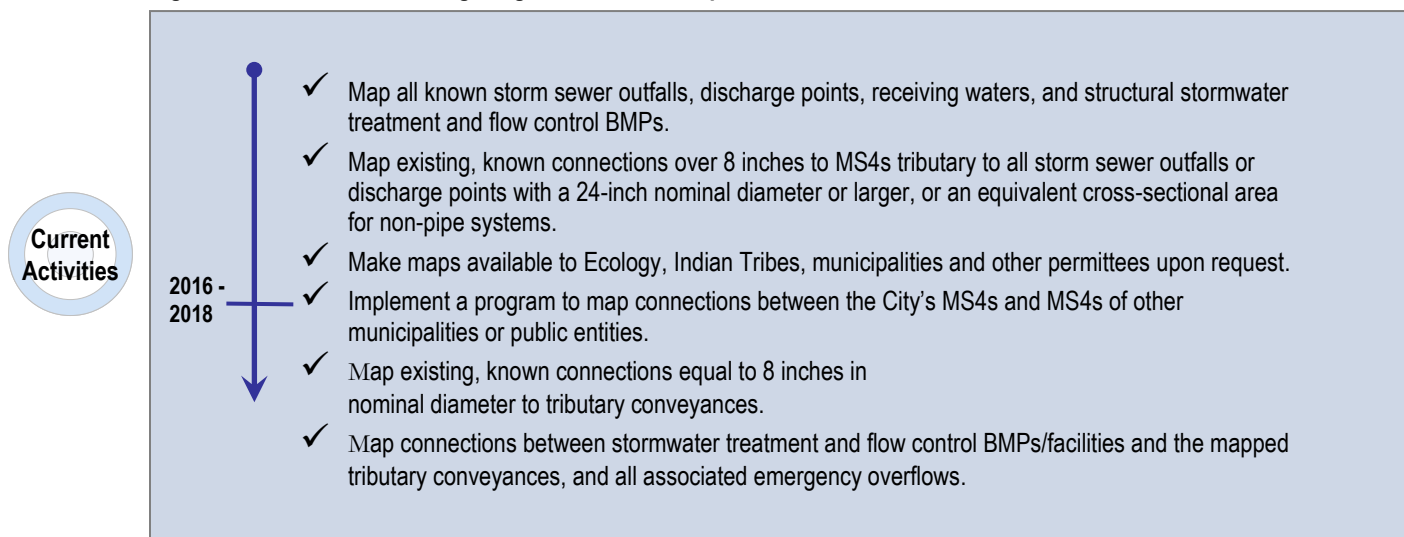 ✓ Map all known storm sewer outfalls, discharge points, receiving waters, and structural stormwater
treatment and flow control BMPs.
✓ Map existing, known connections over 8 inches to MS4s tributary to all storm sewer outfalls or
discharge points with a 24-inch nominal diameter or larger, or an equivalent cross-sectional area
for non-pipe systems.
Current
Activities
✓ Make maps available to Ecology, Indian Tribes, municipalities and other permittees upon request.
2016 -
2018
✓ Implement a program to map connections between the City's MS4s and MS4s of other
municipalities or public entities.
✓ Map existing, known connections equal to 8 inches in
nominal diameter to tributary conveyances.
✓ Map connections between stormwater treatment and flow control BMPs/facilities and the mapped
tributary conveyances, and all associated emergency overflows.